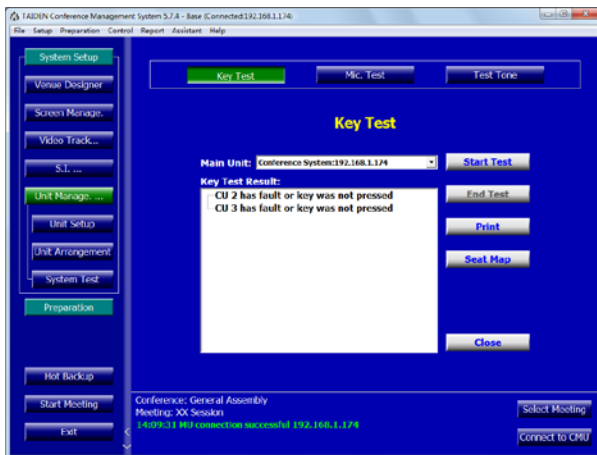 TAIDEN Conference Management System 5.7.4 - Base (Connected:192.168.1.174)
File Setup Preparation Control Report Assistant Help
System Setup
Venue Designer
Screen Manage.
Video Track...
S.I. ...
Unit Manage. ...
Unit Setup
Unit Arrangement
System Test
Preparation
Hot Backup
Start Meeting
Exit
Key Test Mic. Test Test Tone
Key Test
Main Unit: Conference System:192.168.1.174 Start Test
Key Test Result:
CU 2 has fault or key was not pressed
CU 3 has fault or key was not pressed
End Test
Print
Seat Map
Close
Conference: General Assembly
Meeting: XX Session
14:09:31 MU connection successful 192.168.1.174
Select Meeting
Connect to CMU